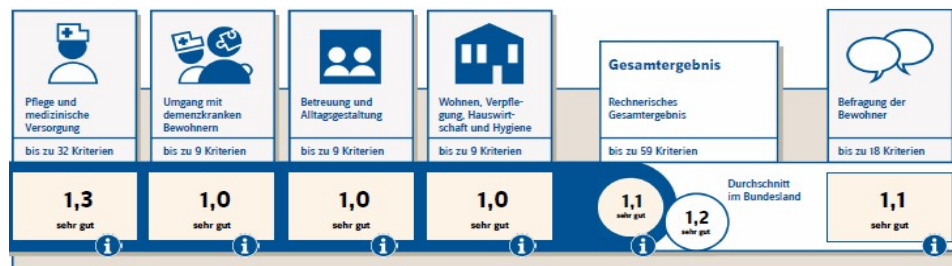 Pflege und
medizinische
Versorgung
bis zu 32 Kriterien
1,3
sehr gut
i
Umgang mit
demenzkranken
Bewohnern
bis zu 9 Kriterien
1,0
sehr gut
i
Betreuung und
Alltagsgestaltung
bis zu 9 Kriterien
1,0
sehr gut
i
Wohnen, Verpfle-
gung, Hauswirt-
schaft und Hygiene
bis zu 9 Kriterien
1,0
sehr gut
i
Gesamtergebnis
Rechnerisches
Gesamtergebnis
bis zu 59 Kriterien
1,1
sehr gut
i
1,2
sehr gut
Durchschnitt
im Bundesland
Befragung der
Bewohner
bis zu 18 Kriterien
1,1
sehr gut
i